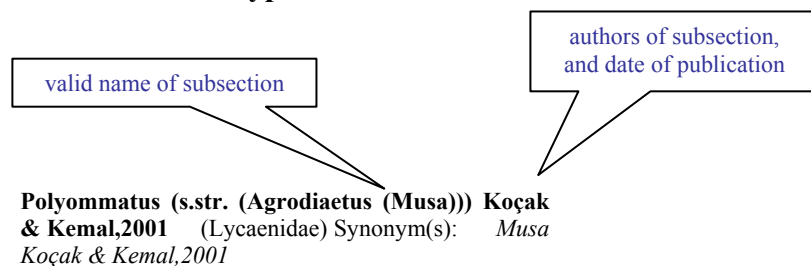 valid name of subsection
authors of subsection,
and date of publication
Polyommatus (s.str. (Agrodiaetus (Musa))) Koçak
& Kemal,2001 (Lycaenidae) Synonym(s): Musa
Koçak & Kemal,2001